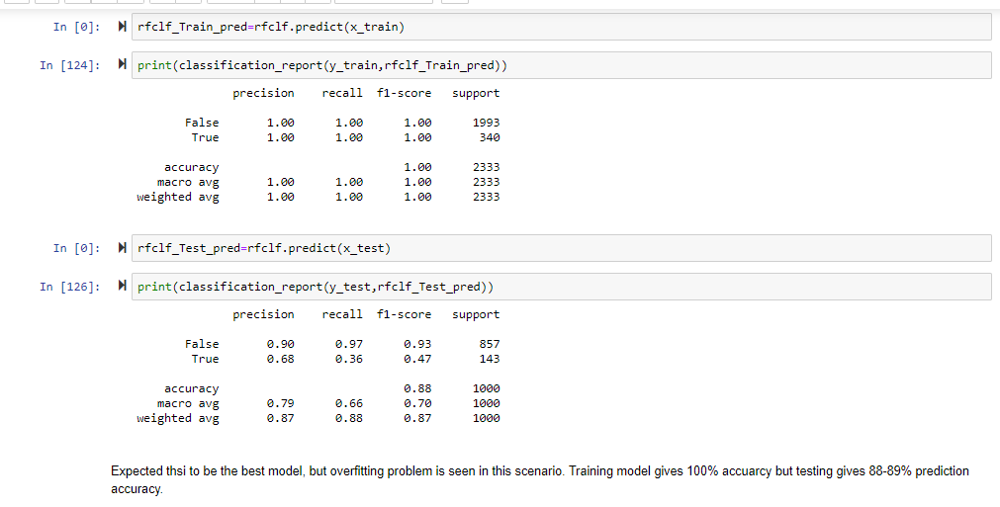 In [0]: rfclf_Train_pred=rfclf.predict(x_train)
In [124]: print(classification_report(y_train,rfclf_Train_pred))
precision recall f1-score support
False 1.00 1.00 1.00 1993
True 1.00 1.00 1.00 340
accuracy 1.00 2333
macro avg 1.00 1.00 1.00 2333
weighted avg 1.00 1.00 1.00 2333
In [0]: rfclf_Test_pred=rfclf.predict(x_test)
In [126]: print(classification_report(y_test,rfclf_Test_pred))
precision recall f1-score support
False 0.90 0.97 0.93 857
True 0.68 0.36 0.47 143
accuracy 0.88 1000
macro avg 0.79 0.66 0.70 1000
weighted avg 0.87 0.88 0.87 1000
Expected thsi to be the best model, but overfitting problem is seen in this scenario. Training model gives 100% accuarcy but testing gives 88-89% prediction
accuracy.